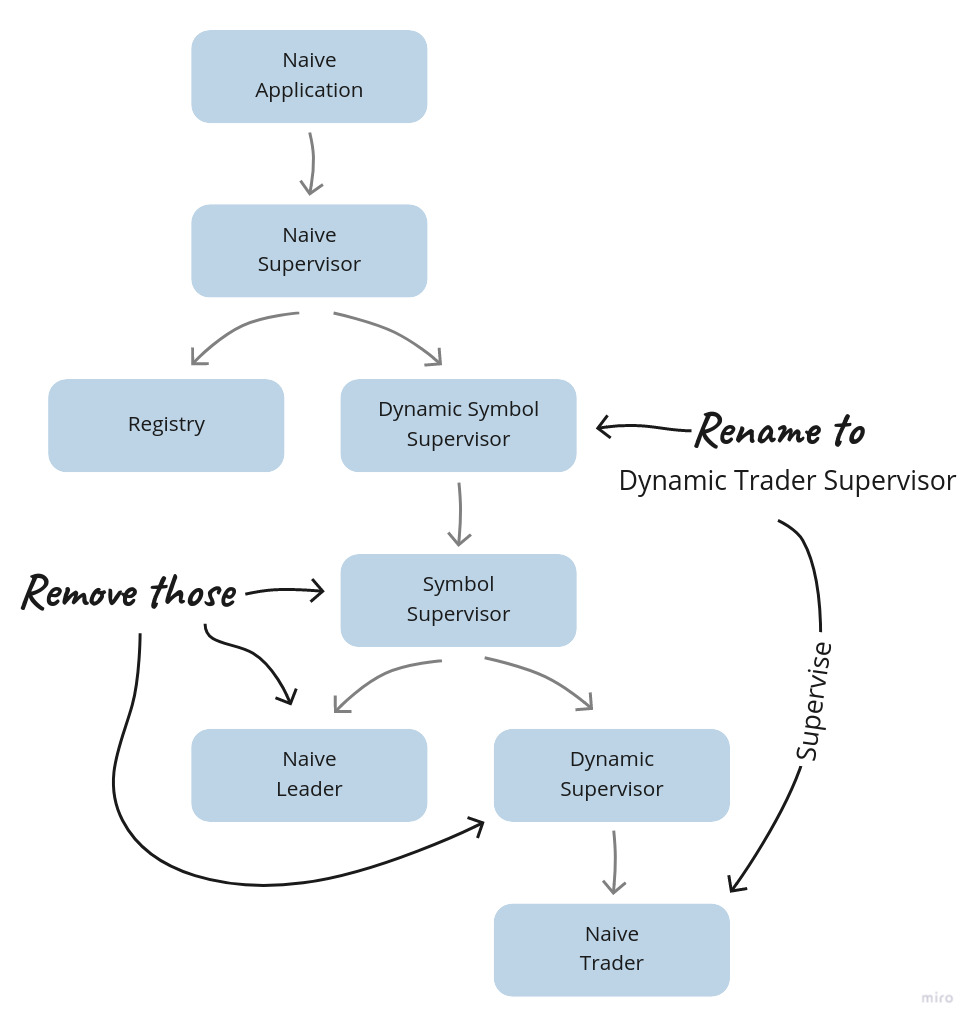 Naive
Application
Naive
Supervisor
Registry
Dynamic Symbol
Supervisor
Rename to
Dynamic Trader Supervisor
Remove those
Symbol
Supervisor
Supervise
Naive
Leader
Dynamic
Supervisor
Naive
Trader
miro